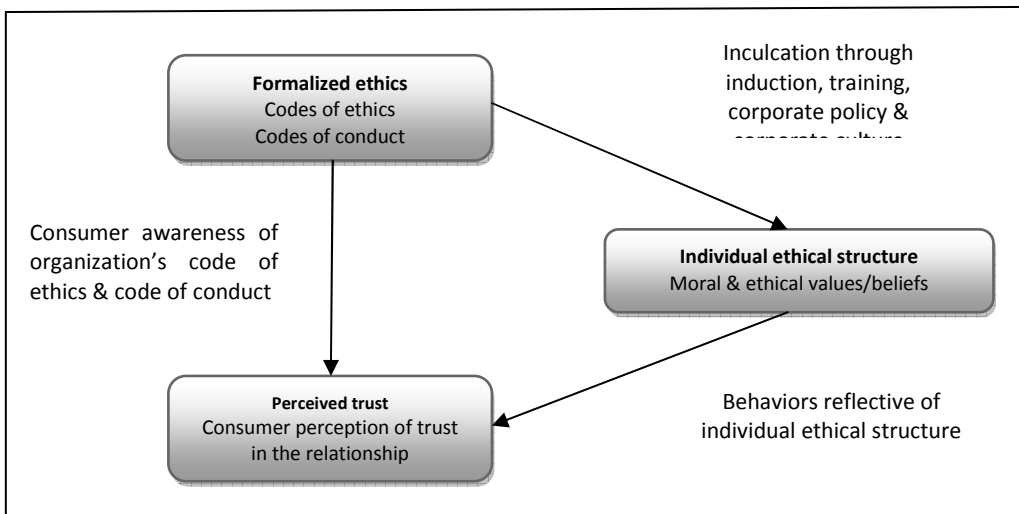 Formalized ethics
Codes of ethics
Codes of conduct
Inculcation through
induction, training,
corporate policy &
corporate culture
Consumer awareness of
organization’s code of
ethics & code of conduct
Individual ethical structure
Moral & ethical values/beliefs
Perceived trust
Consumer perception of trust
in the relationship
Behaviors reflective of
individual ethical structure